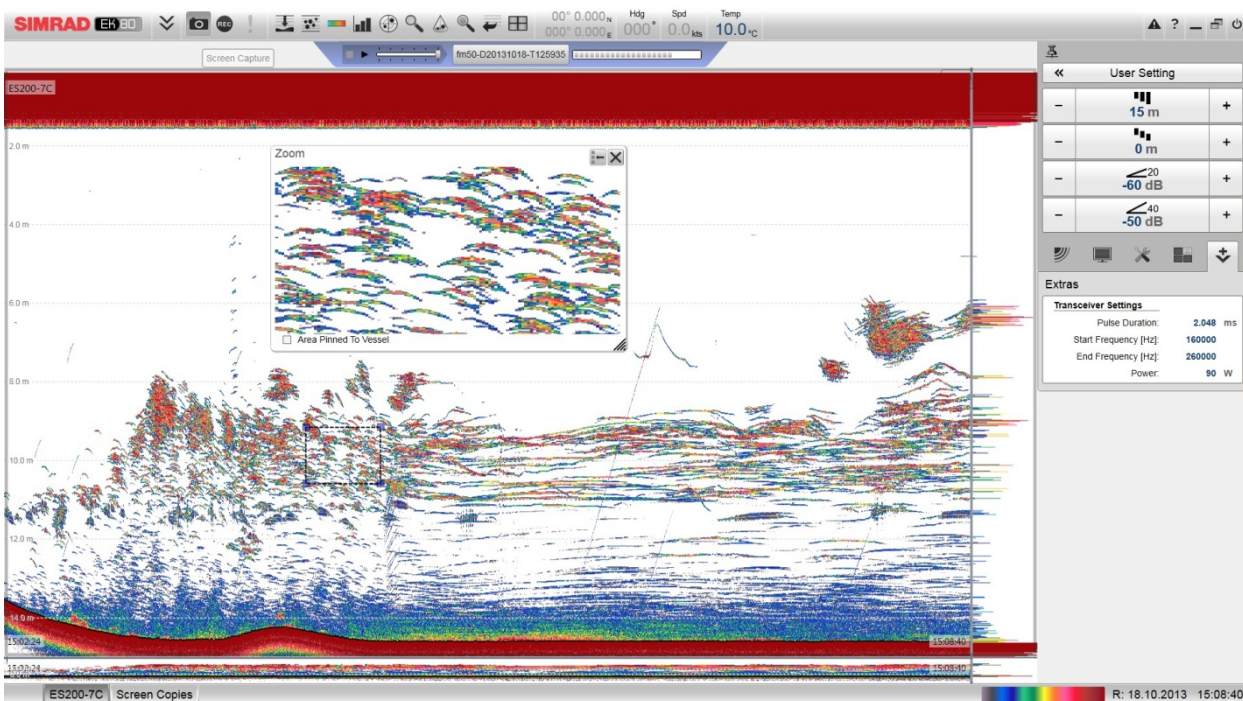 SIMRAD EK80
REC
00° 0.000 N
000° 0.000 E
Hdg
000°
Spd
0.0 kts
Temp
10.0 °C
?
Screen Capture
fm50-D20131018-T125935
ES200-7C
2.0 m
4.0 m
6.0 m
8.0 m
10.0 m
12.0 m
14.0 m
Zoom
Area Pinned To Vessel
15:02:24
15:08:40
15:02:24
15:08:40
User Setting
- 15 m +
- 0 m +
20
- -60 dB +
40
- -50 dB +
Extras
Transceiver Settings
Pulse Duration: 2.048 ms
Start Frequency [Hz]: 160000
End Frequency [Hz]: 260000
Power: 90 W
ES200-7C Screen Copies
R: 18.10.2013 15:08:40